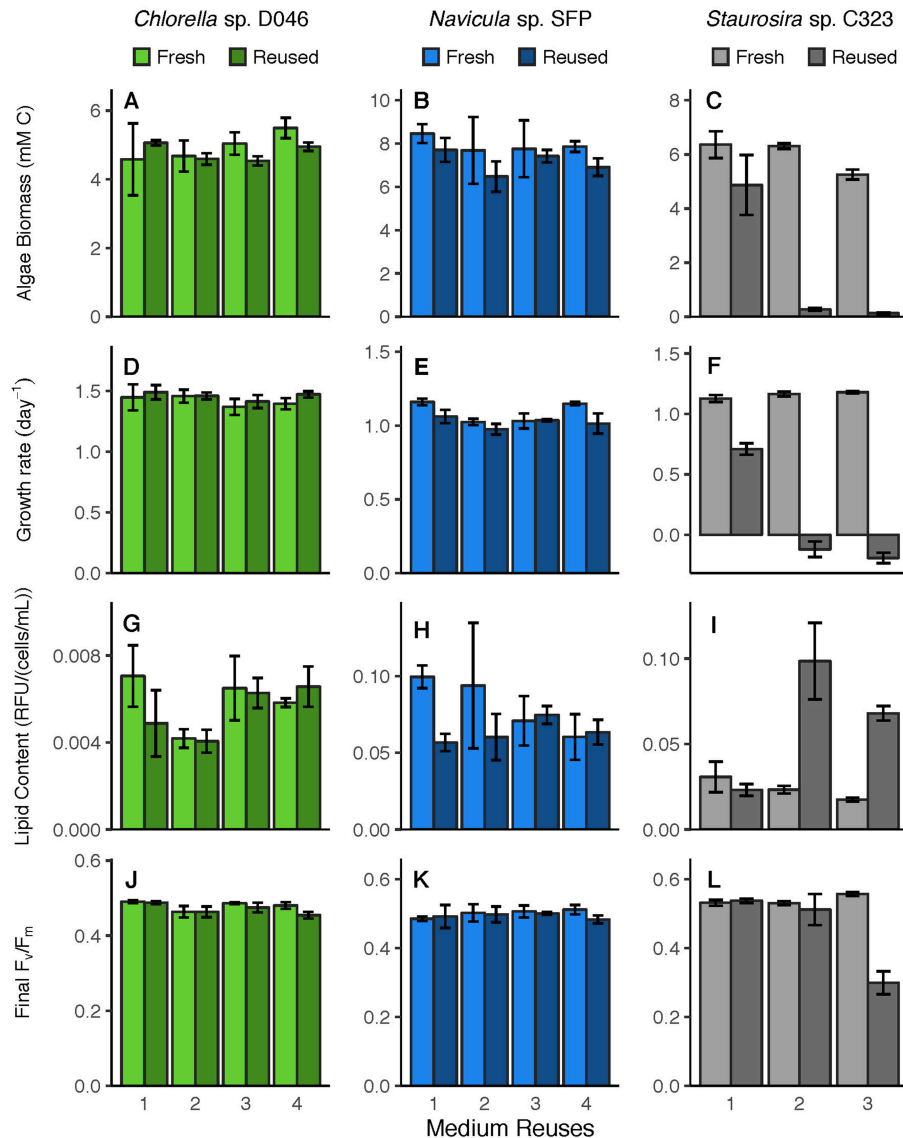 Chlorella sp. D046 Navicula sp. SFP Staurosira sp. C323
Fresh Reused Fresh Reused Fresh Reused
Algae Biomass (mM C)
A B C
6 10 8
4 8 6
2 6 4
0 4 2
2 0
0
Growth rate (day⁻¹)
D E F
1.5 1.5 1.5
1.0 1.0 1.0
0.5 0.5 0.5
0.0 0.0 0.0
Lipid Content (RFU/(cells/mL))
G H I
0.008 0.10 0.10
0.004 0.05 0.05
0.000 0.00 0.00
Final Fv/Fm
J K L
0.6 0.6 0.6
0.4 0.4 0.4
0.2 0.2 0.2
0.0 0.0 0.0
1 2 3 4 1 2 3 4 1 2 3
Medium Reuses